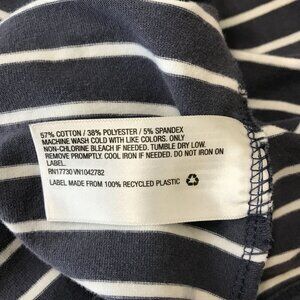 57% COTTON / 38% POLYESTER / 5% SPANDEX
MACHINE WASH COLD WITH LIKE COLORS. ONLY
NON-CHLORINE BLEACH IF NEEDED. TUMBLE DRY LOW.
REMOVE PROMPTLY. COOL IRON IF NEEDED. DO NOT IRON ON
LABEL.
RN17730 VN1042782
LABEL MADE FROM 100% RECYCLED PLASTIC